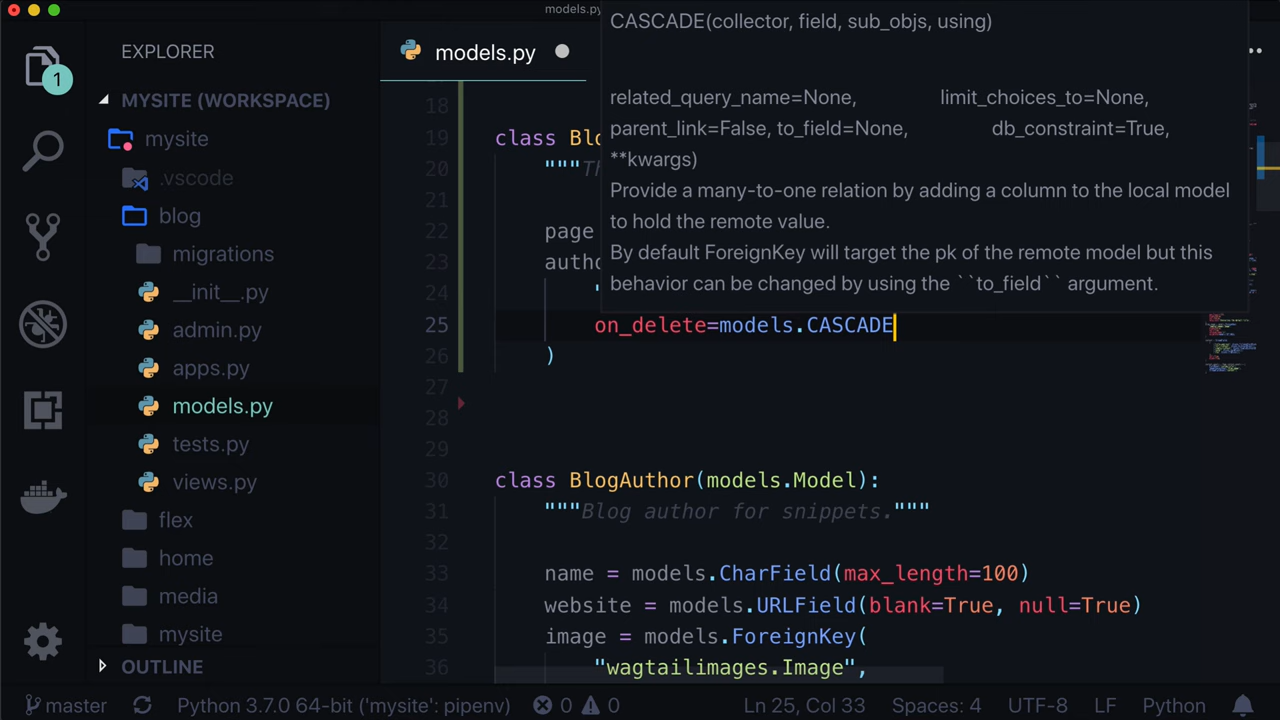 models.py
CASCADE(collector, field, sub_objs, using)
EXPLORER
models.py
1
related_query_name=None, limit_choices_to=None,
MYSITE (WORKSPACE)
18
parent_link=False, to_field=None, db_constraint=True,
mysite
19 class Blo
**kwargs)
.vscode
20 """Th
Provide a many-to-one relation by adding a column to the local model
21
blog
to hold the remote value.
22 page
migrations
23 autho
By default ForeignKey will target the pk of the remote model but this
__init__.py
24
behavior can be changed by using the ``to_field`` argument.
admin.py
25 on_delete=models.CASCADE
26 )
apps.py
27
models.py
28
tests.py
29
views.py
30 class BlogAuthor(models.Model):
flex
31 """Blog author for snippets."""
32
home
33 name = models.CharField(max_length=100)
media
34 website = models.URLField(blank=True, null=True)
mysite
35 image = models.ForeignKey(
OUTLINE
36 "wagtailimages.Image",
master Python 3.7.0 64-bit ('mysite': pipenv) 0 0 Ln 25, Col 33 Spaces: 4 UTF-8 LF Python